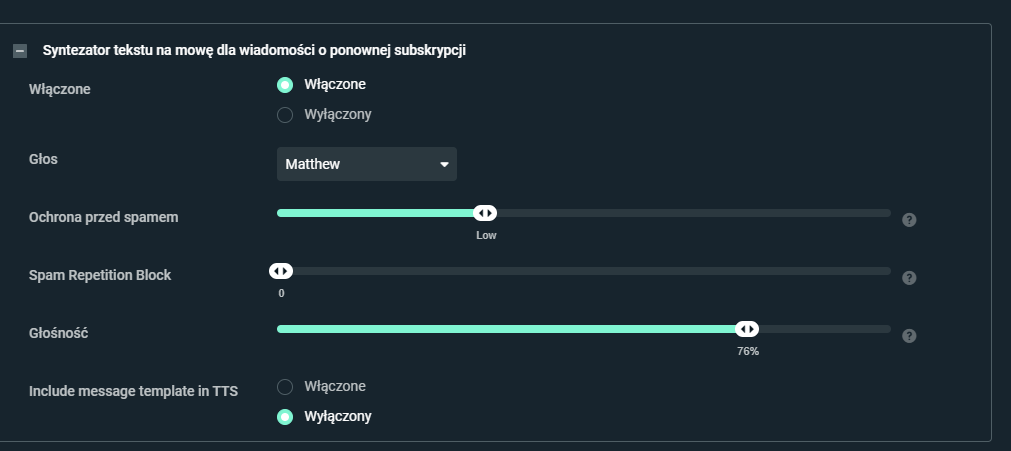 Syntezator tekstu na mowę dla wiadomości o ponownej subskrypcji
Włączone
Włączone
Wyłączony
Głos
Matthew
Ochrona przed spamem
?
Low
Spam Repetition Block
?
0
Głośność
?
76%
Include message template in TTS
Włączone
Wyłączony